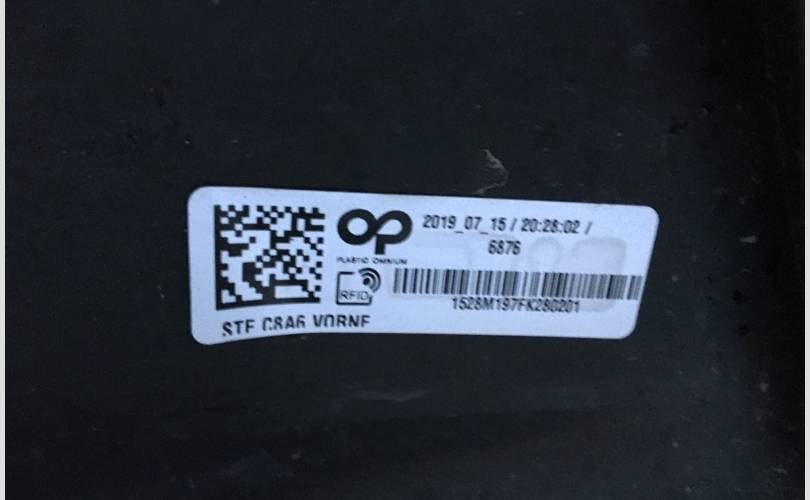 OP
2019_07_15 / 20:28:02 /
6876
PLASTIC OMNIUM
RFID
1528M197FK280201
STF C8A6 VORNE